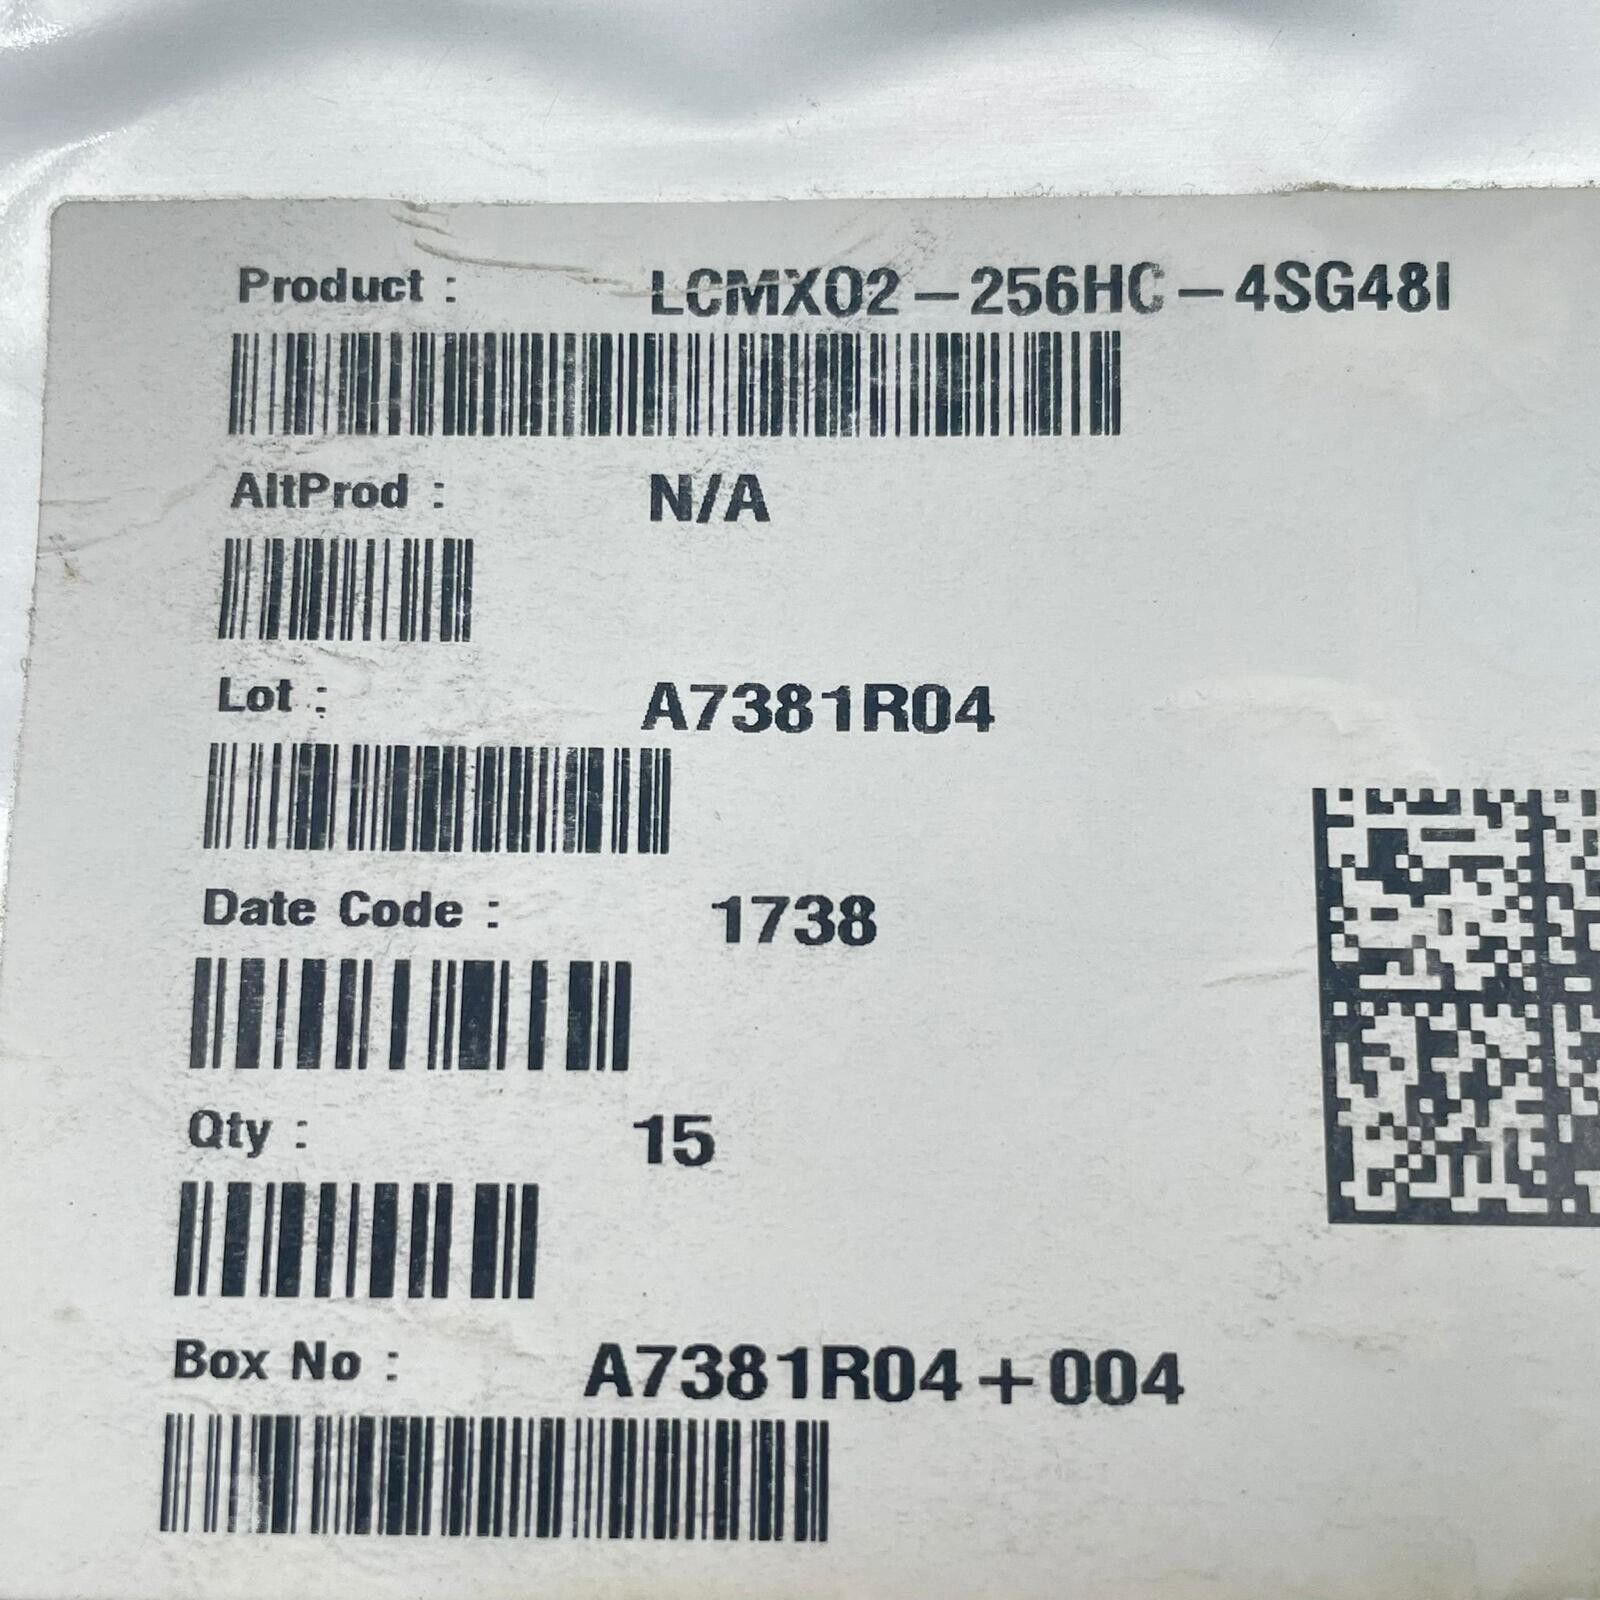 Product : LCMXO2-256HC-4SG48I
AltProd : N/A
Lot : A7381R04
Date Code : 1738
Qty : 15
Box No : A7381R04+004